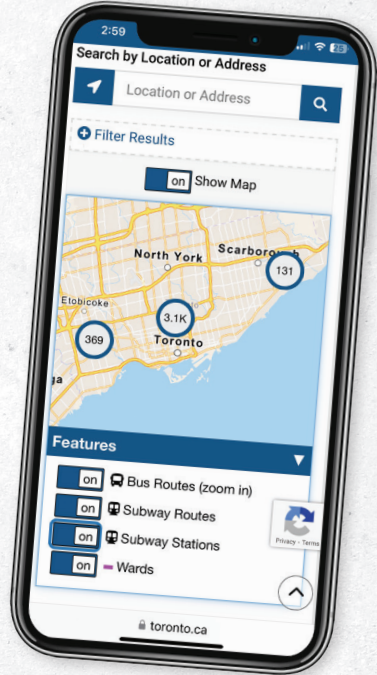 2:59
25
Search by Location or Address
Location or Address
Filter Results
on Show Map
North York
Scarborough
131
Etobicoke
3.1K
369
Toronto
ga
Features
on Bus Routes (zoom in)
on Subway Routes
on Subway Stations
on Wards
Privacy - Terms
toronto.ca